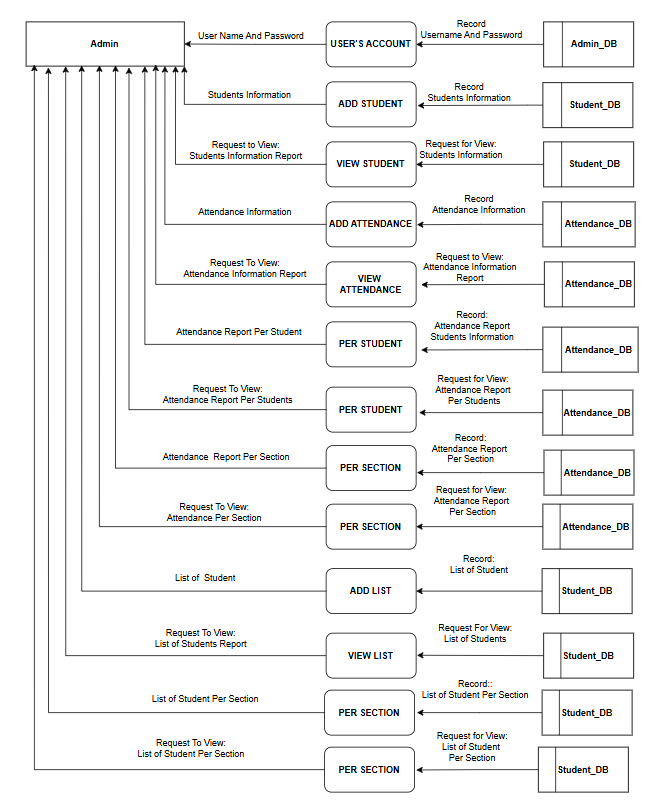 Admin
User Name And Password
USER'S ACCOUNT
Record
Username And Password
Admin_DB
Students Information
ADD STUDENT
Record
Students Information
Student_DB
Request to View:
Students Information Report
VIEW STUDENT
Request for View:
Students Information
Student_DB
Attendance Information
ADD ATTENDANCE
Record
Attendance Information
Attendance_DB
Request To View:
Attendance Information Report
VIEW
ATTENDANCE
Request to View:
Attendance Information
Report
Attendance_DB
Attendance Report Per Student
PER STUDENT
Record:
Attendance Report
Students Information
Attendance_DB
Request To View:
Attendance Report Per Students
PER STUDENT
Request for View:
Attendance Report
Per Students
Attendance_DB
Attendance Report Per Section
PER SECTION
Record:
Attendance Report
Per Section
Attendance_DB
Request To View:
Attendance Per Section
PER SECTION
Request for View:
Attendance Report
Per Section
Attendance_DB
List of Student
ADD LIST
Record:
List of Student
Student_DB
Request To View:
List of Students Report
VIEW LIST
Request For View:
List of Students
Student_DB
List of Student Per Section
PER SECTION
Record::
List of Student Per Section
Student_DB
Request To View:
List of Student Per Section
PER SECTION
Request for View:
List of Student
Per Section
Student_DB